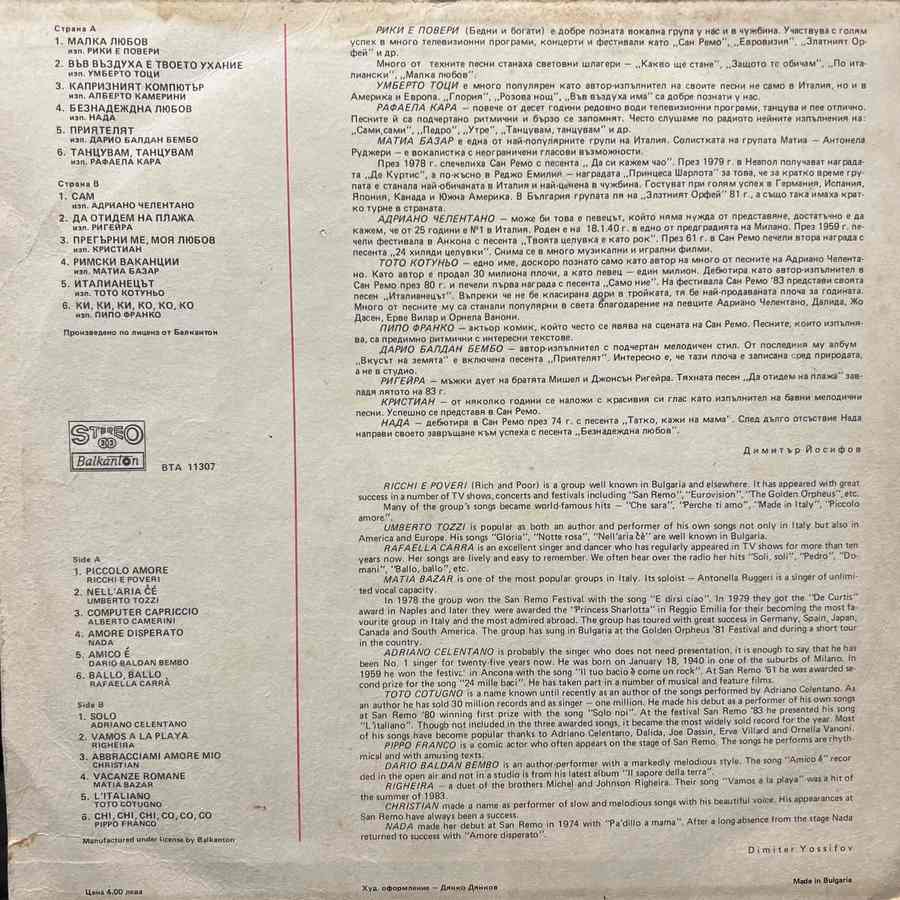 Страна А
1. МАЛКА ЛЮБОВ
изп. РИКИ Е ПОВЕРИ
2. ВЪВ ВЪЗДУХА Е ТВОЕТО УХАНИЕ
изп. УМБЕРТО ТОЦИ
3. КАПРИЗНИЯТ КОМПЮТЪР
изп. АЛБЕРТО КАМЕРИНИ
4. БЕЗНАДЕЖДНА ЛЮБОВ
изп. НАДА
5. ПРИЯТЕЛЯТ
изп. ДАРИО БАЛДАН БЕМБО
6. ТАНЦУВАМ, ТАНЦУВАМ
изп. РАФАЕЛА КАРА
Страна В
1. САМ
изп. АДРИАНО ЧЕЛЕНТАНО
2. ДА ОТИДЕМ НА ПЛАЖА
изп. РИГЕЙРА
3. ПРЕГЪРНИ МЕ, МОЯ ЛЮБОВ
изп. КРИСТИАН
4. РИМСКИ ВАКАНЦИИ
изп. МАТИА БАЗАР
5. ИТАЛИАНЕЦЪТ
изп. ТОТО КОТУНЬО
6. КИ, КИ, КИ, КО, КО, КО
изп. ПИПО ФРАНКО
Произведено по лиценз от Балкантон
STEREO
33
Balkanton
ВТА 11307
Side A
1. PICCOLO AMORE
RICCHI E POVERI
2. NELL'ARIA ČÉ
UMBERTO TOZZI
3. COMPUTER CAPRICCIO
ALBERTO CAMERINI
4. AMORE DISPERATO
NADA
5. AMICO É
DARIO BALDAN BEMBO
6. BALLO, BALLO
RAFAELLA CARRÀ
Side B
1. SOLO
ADRIANO CELENTANO
2. VAMOS A LA PLAYA
RIGHEIRA
3. ABBRACCIAMI AMORE MIO
CHRISTIAN
4. VACANZE ROMANE
MATIA BAZAR
5. L'ITALIANO
TOTO COTUGNO
6. CHI, CHI, CHI, CO, CO, CO
PIPPO FRANCO
Manufactured under license by Balkanton
Цена 4,00 лева
РИКИ Е ПОВЕРИ (Бедни и богати) е добре позната вокална група у нас и в чужбина. Участвува с голям
успех в много телевизионни програми, концерти и фестивали като „Сан Ремо", „Евровизия", „Златният Ор-
фей" и др.
Много от техните песни станаха световни шлагери — „Какво ще стане", „Защото те обичам", „По ита-
лиански", „Малка любов".
УМБЕРТО ТОЦИ е много популярен като автор-изпълнител на своите песни не само в Италия, но и в
Америка и Европа. „Глория", „Розова нощ", „Във въздуха има" са добре познати у нас.
РАФАЕЛА КАРА — повече от десет години редовно води телевизионни програми, танцува и пее отлично.
Песните й са подчертано ритмични и бързо се запомнят. Често слушаме по радиото нейните изпълнения на:
„Сами,сами", „Педро", „Утре", „Танцувам, танцувам" и др.
МАТИА БАЗАР е една от най-популярните групи на Италия. Солистката на групата Матиа — Антонела
Руджери — е вокалистка с неограничени гласови възможности.
През 1978 г. спечелиха Сан Ремо с песента „ Да си кажем чао". През 1979 г. в Неапол получават награда-
та „Де Куртис", а по-късно в Реджо Емилий — наградата „Принцеса Шарлота" за това, че за кратко време гру-
пата е станала най-обичаната в Италия и най-ценена в чужбина. Гостуват при голям успех в Германия, Испания,
Япония, Канада и Южна Америка. В България групата пя на „Златният Орфей" 81 г., а също така имаха крат-
ко турне в страната.
АДРИАНО ЧЕЛЕНТАНО — може би това е певецът, който няма нужда от представяне, достатъчно е да
кажем, че от 25 години е №1 в Италия. Роден е на 18.1.40 г. в едно от предградията на Милано. През 1959 г. пе-
чели фестивала в Анкона с песента „Твоята целувка е като рок". През 61 г. в Сан Ремо печели втора награда с
песента „24 хиляди целувки". Снима се в много музикални и игрални филми.
ТОТО КОТУНЬО — едно име, доскоро познато само като автор на много от песните на Адриано Челента-
но. Като автор е продал 30 милиона плочи, а като певец — един милион. Дебютира като автор-изпълнител в
Сан Ремо през 80 г. и печели първа награда с песента „Само ние". На фестивала Сан Ремо '83 представи своята
песен „Италианецът". Въпреки че не бе класирана дори в тройката, тя бе най-продаваната плоча за годината.
Много от песните му са станали популярни в света благодарение на певците Адриано Челентано, Далида, Жо
Дасен, Ерве Вилар и Орнела Ванони.
ПИПО ФРАНКО — актьор комик, който често се явява на сцената на Сан Ремо. Песните, които изпълня-
ва, са предимно ритмични с интересни текстове.
ДАРИО БАЛДАН БЕМБО — автор-изпълнител с подчертан мелодичен стил. От последния му албум
„Вкусът на земята" е включена песента „Приятелят". Интересно е, че тази плоча е записана сред природата,
а не в студио.
РИГЕЙРА — мъжки дует на братята Мишел и Джонсън Ригейра. Тяхната песен „Да отидем на плажа" зав-
ладя лятото на 83 г.
КРИСТИАН — от няколко години се наложи с красивия си глас като изпълнител на бавни мелодични
песни. Успешно се представя в Сан Ремо.
НАДА — дебютира в Сан Ремо през 74 г. с песента „Татко, кажи на мама". След дълго отсъствие Нада
направи своето завръщане към успеха с песента „Безнадеждна любов".
Димитър Йосифов
RICCHI E POVERI (Rich and Poor) is a group well known in Bulgaria and elsewhere. It has appeared with great
success in a number of TV shows, concerts and festivals including "San Remo", "Eurovision", "The Golden Orpheus", etc.
Many of the group's songs became world-famous hits — "Che sara", "Perche ti amo", "Made in Italy", "Piccolo
amore".
UMBERTO TOZZI is popular as both an author and performer of his own songs not only in Italy but also in
America and Europe. His songs "Gloria", "Notte rosa", "Nell'aria čè" are well known in Bulgaria.
RAFAELLA CARRA is an excellent singer and dancer who has regularly appeared in TV shows for more than ten
years now. Her songs are lively and easy to remember. We often hear over the radio her hits "Soli, soli", "Pedro", "Do-
mani", "Ballo, ballo", etc.
MATIA BAZAR is one of the most popular groups in Italy. Its soloist — Antonella Ruggeri is a singer of unlimi-
ted vocal capacity.
In 1978 the group won the San Remo Festival with the song "E dirsi ciao". In 1979 they got the "De Curtis"
award in Naples and later they were awarded the "Princess Sharlotta" in Reggio Emilia for their becoming the most fa-
vourite group in Italy and the most admired abroad. The group has toured with great success in Germany, Spain, Japan,
Canada and South America. The group has sung in Bulgaria at the Golden Orpheus '81 Festival and during a short tour
in the country.
ADRIANO CELENTANO is probably the singer who does not need presentation, it is enough to say that he has
been No. 1 singer for twenty-five years now. He was born on January 18, 1940 in one of the suburbs of Milano. In
1959 he won the festival in Ancona with the song "Il tuo bacio è come un rock". At San Remo '61 he was awarded se-
cond prize for the song "24 mille baci". He has taken part in a number of musical and feature films.
TOTO COTUGNO is a name known until recently as an author of the songs performed by Adriano Celentano. As
an author he has sold 30 million records and as singer — one million. He made his debut as a performer of his own songs
at San Remo '80 winning first prize with the song "Solo noi". At the festival San Remo '83 he presented his song
"L'italiano". Though not included in the three awarded songs, it became the most widely sold record for the year. Most
of his songs have become popular thanks to Adriano Celentano, Dalida, Joe Dassin, Erve Villard and Ornella Vanoni.
PIPPO FRANCO is a comic actor who often appears on the stage of San Remo. The songs he performs are rhyth-
mical and with amusing texts.
DARIO BALDAN BEMBO is an author-performer with a markedly melodious style. The song "Amico é" recor
ded in the open air and not in a studio is from his latest album "Il sapore della terra".
RIGHEIRA — a duet of the brothers Michel and Johnson Righeira. Their song "Vamos à la playa" was a hit of
the summer of 1983.
CHRISTIAN made a name as performer of slow and melodious songs with his beautiful voice. His appearances at
San Remo have always been a success.
NADA made her debut at San Remo in 1974 with "Pa'dillo a mama". After a long absence from the stage Nada
returned to success with "Amore disperato".
Dimiter Yossifov
Made in Bulgaria
Худ. оформление — Дянко Дянков